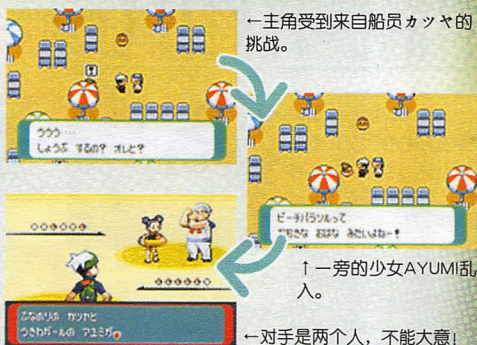 ←主角受到来自船员カツヤ的
挑战。
ううう…
しょうぶ するの? オレと?
ビーチパラソルって
おおきな おはな みたいよねー!
↑一旁的少女AYUMI乱
入。
ふなのりの カツヤと
うきわガールの アユミが
←对手是两个人，不能大意!